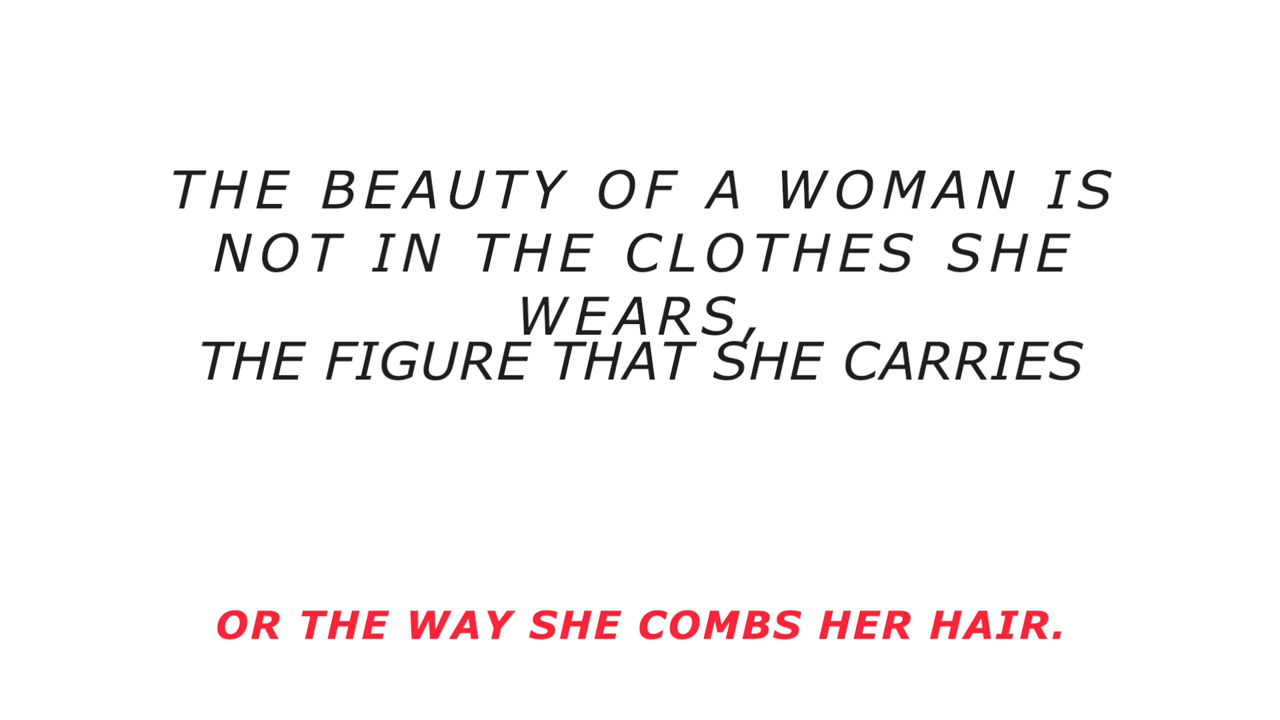 THE BEAUTY OF A WOMAN IS
NOT IN THE CLOTHES SHE
WEARS,
THE FIGURE THAT SHE CARRIES
OR THE WAY SHE COMBS HER HAIR.